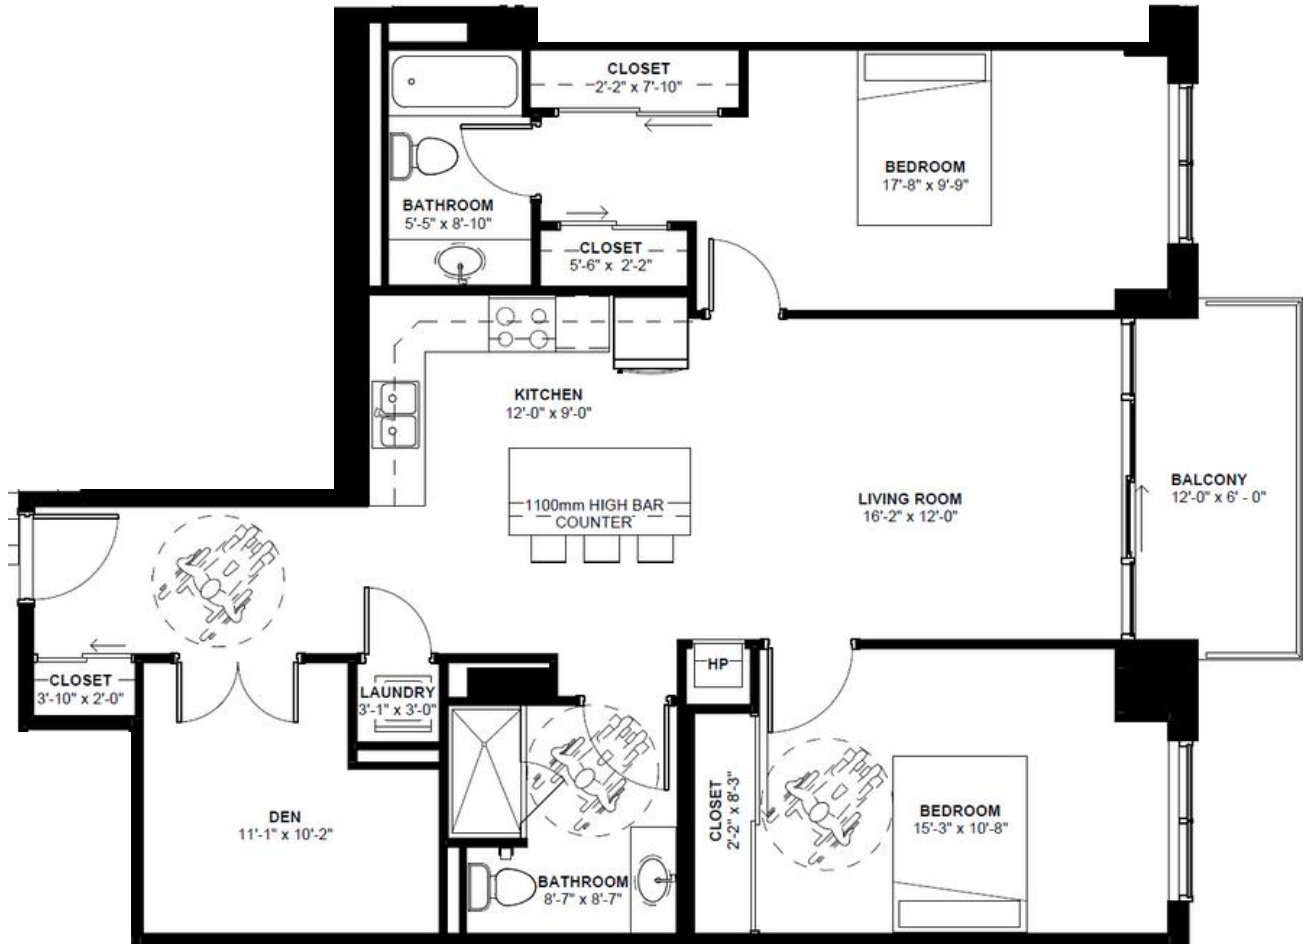 CLOSET
2'-2" x 7'-10"
BEDROOM
17'-8" x 9'-9"
BATHROOM
5'-5" x 8'-10"
CLOSET
5'-6" x 2'-2"
KITCHEN
12'-0" x 9'-0"
1100mm HIGH BAR
COUNTER
LIVING ROOM
16'-2" x 12'-0"
BALCONY
12'-0" x 6' - 0"
CLOSET
3'-10" x 2'-0"
LAUNDRY
3'-1" x 3'-0"
HP
DEN
11'-1" x 10'-2"
CLOSET
2'-2" x 8'-3"
BEDROOM
15'-3" x 10'-8"
BATHROOM
8'-7" x 8'-7"